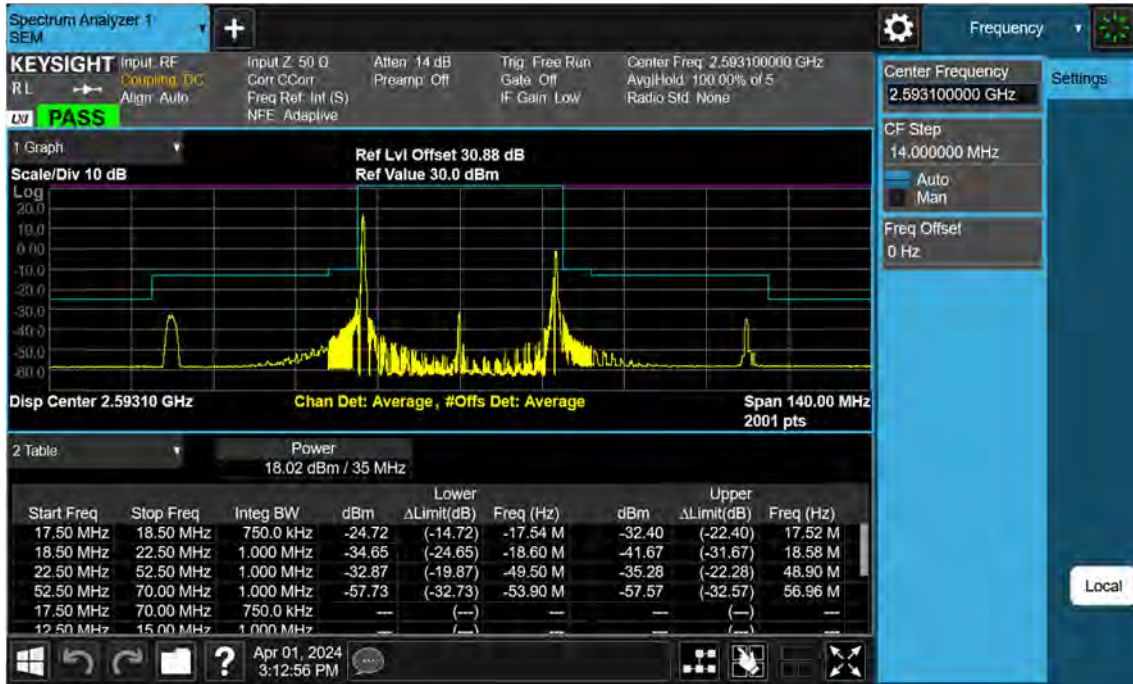 Spectrum Analyzer 1
SEM
Frequency
KEYSIGHT
RL
LXI PASS
Input: RF
Coupling: DC
Align: Auto
Input Z: 50 Ω
Corr CCorr
Freq Ref: Int (S)
NFE: Adaptive
Atten: 14 dB
Preamp: Off
Trig: Free Run
Gate: Off
IF Gain: Low
Center Freq: 2.593100000 GHz
Avg|Hold: 100.00% of 5
Radio Std: None
Center Frequency
2.593100000 GHz
CF Step
14.000000 MHz
Auto
Man
Freq Offset
0 Hz
Settings
Local
1 Graph
Scale/Div 10 dB
Ref Lvl Offset 30.88 dB
Ref Value 30.0 dBm
Log
20.0
10.0
0.00
-10.0
-20.0
-30.0
-40.0
-50.0
-60.0
Disp Center 2.59310 GHz
Chan Det: Average, #Offs Det: Average
Span 140.00 MHz
2001 pts
2 Table
Power
18.02 dBm / 35 MHz
Lower Upper
Start Freq Stop Freq Integ BW dBm ΔLimit(dB) Freq (Hz) dBm ΔLimit(dB) Freq (Hz)
17.50 MHz 18.50 MHz 750.0 kHz -24.72 (-14.72) -17.54 M -32.40 (-22.40) 17.52 M
18.50 MHz 22.50 MHz 1.000 MHz -34.65 (-24.65) -18.60 M -41.67 (-31.67) 18.58 M
22.50 MHz 52.50 MHz 1.000 MHz -32.87 (-19.87) -49.50 M -35.28 (-22.28) 48.90 M
52.50 MHz 70.00 MHz 1.000 MHz -57.73 (-32.73) -53.90 M -57.57 (-32.57) 56.96 M
17.50 MHz 70.00 MHz 750.0 kHz --- (---) --- --- (---) ---
12.50 MHz 15.00 MHz 1.000 MHz --- (---) --- --- (---) ---
?
Apr 01, 2024
3:12:56 PM